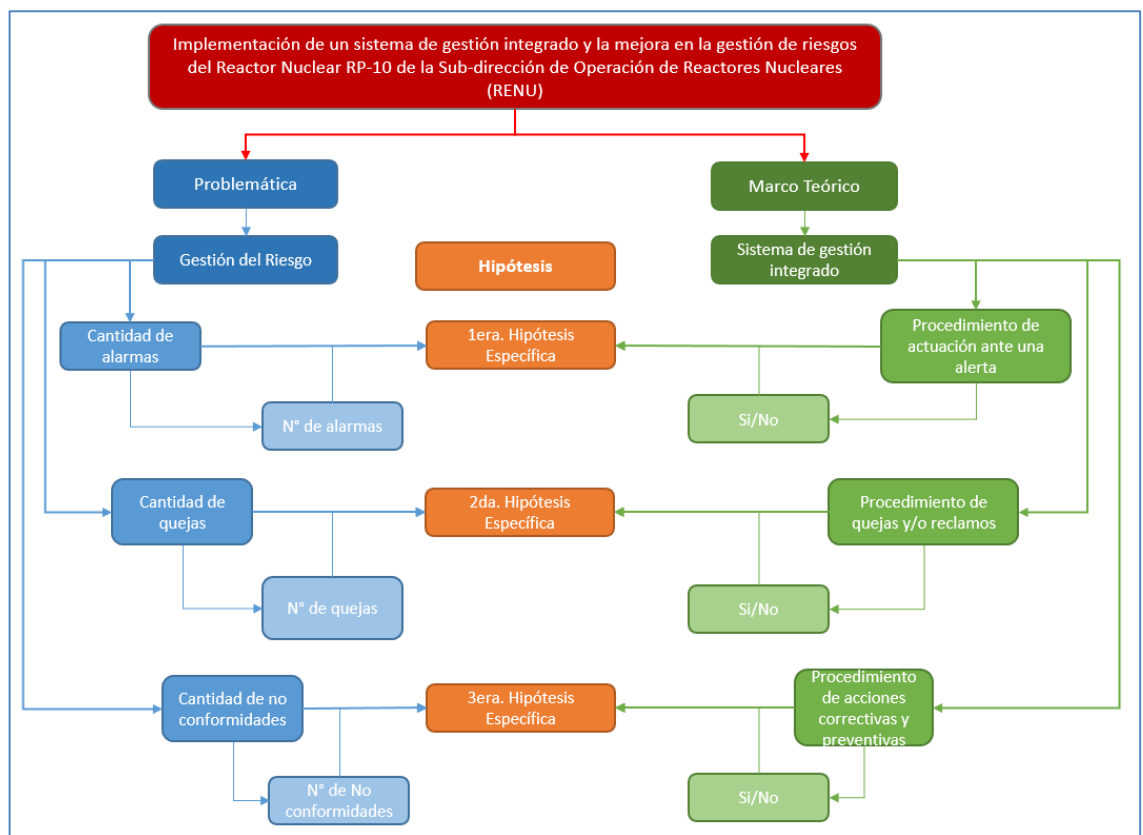 Implementación de un sistema de gestión integrado y la mejora en la gestión de riesgos
del Reactor Nuclear RP-10 de la Sub-dirección de Operación de Reactores Nucleares
(RENU)
Problemática
Marco Teórico
Gestión del Riesgo
Hipótesis
Sistema de gestión
integrado
Cantidad de
alarmas
1era. Hipótesis
Específica
Procedimiento de
actuación ante una
alerta
N° de alarmas
Si/No
Cantidad de
quejas
2da. Hipótesis
Específica
Procedimiento de
quejas y/o reclamos
N° de quejas
Si/No
Cantidad de no
conformidades
3era. Hipótesis
Específica
Procedimiento
de acciones
correctivas y
preventivas
N° de No
conformidades
Si/No